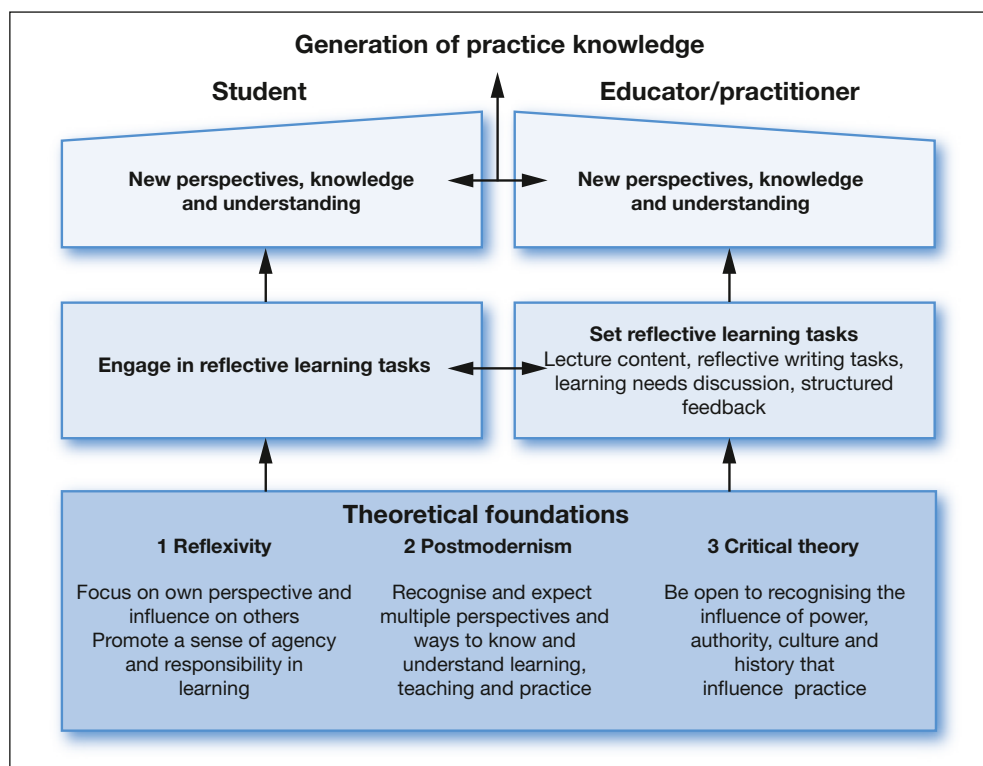 Generation of practice knowledge
Student
Educator/practitioner
New perspectives, knowledge
and understanding
New perspectives, knowledge
and understanding
Engage in reflective learning tasks
Set reflective learning tasks
Lecture content, reflective writing tasks,
learning needs discussion, structured
feedback
Theoretical foundations
1 Reflexivity
Focus on own perspective and
influence on others
Promote a sense of agency
and responsibility in
learning
2 Postmodernism
Recognise and expect
multiple perspectives and
ways to know and
understand learning,
teaching and practice
3 Critical theory
Be open to recognising the
influence of power,
authority, culture and
history that
influence practice